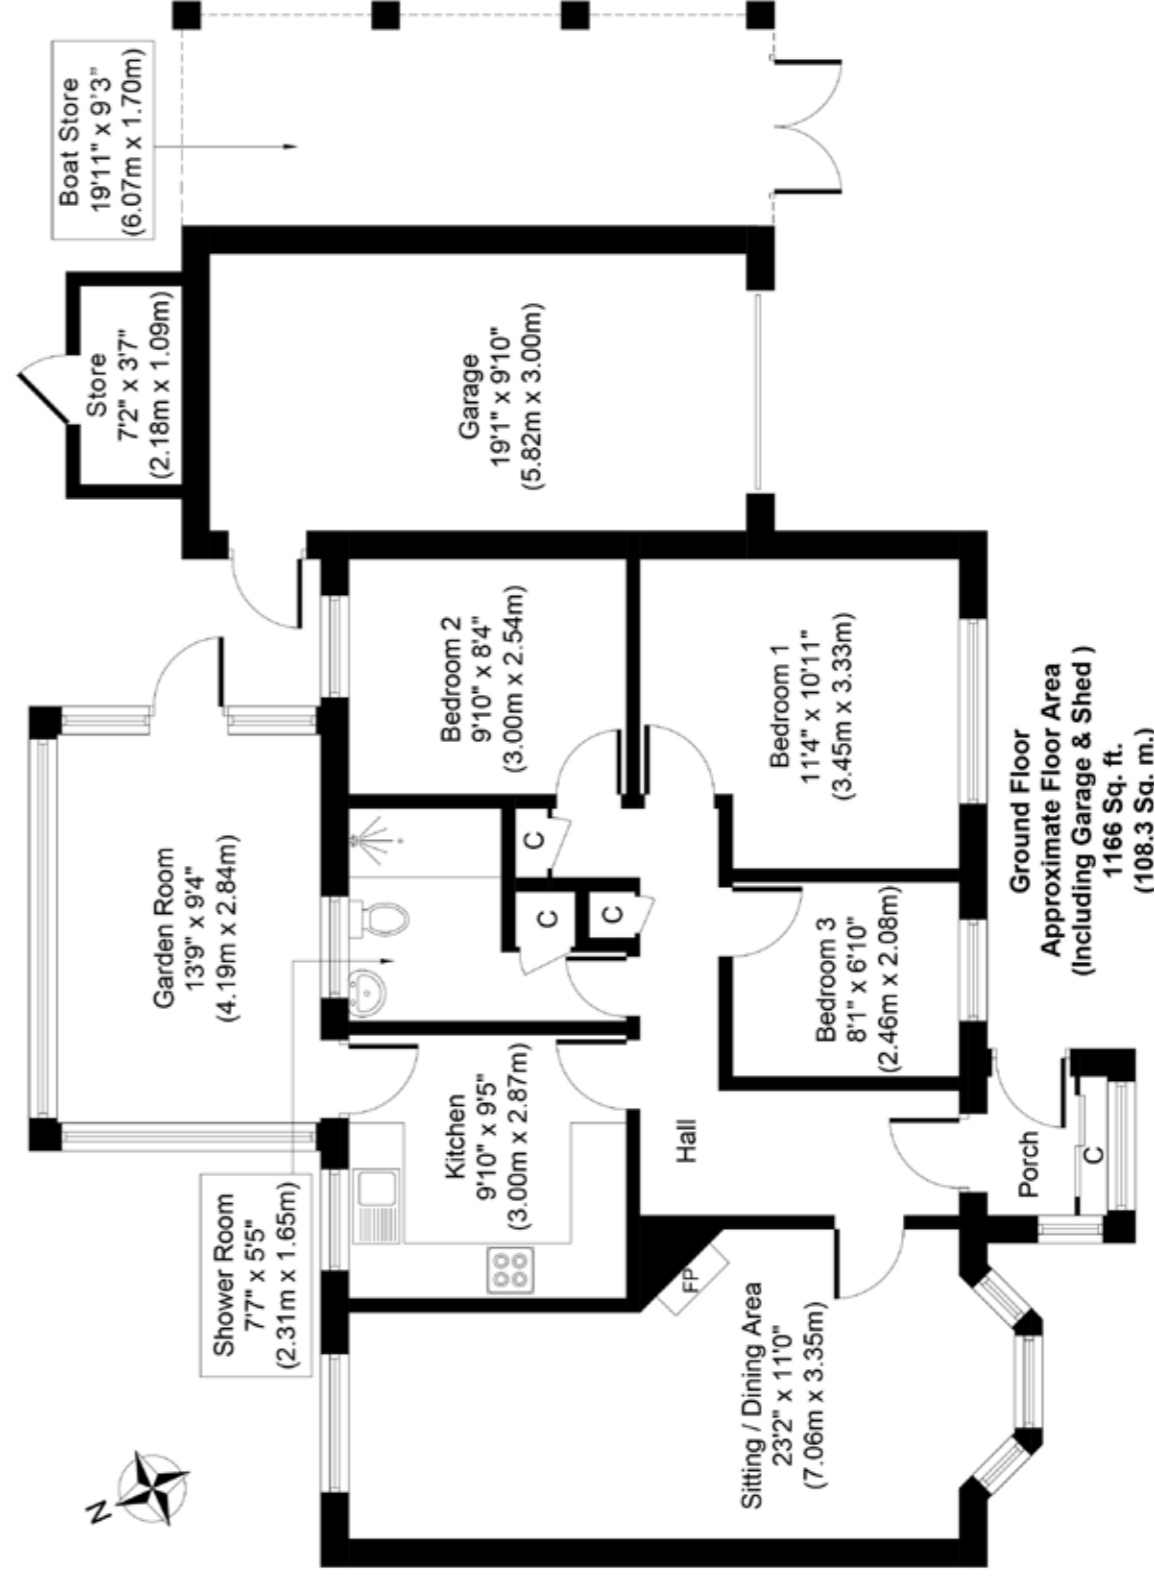 Boat Store
19'11" x 9'3"
(6.07m x 1.70m)
Store
7'2" x 3'7"
(2.18m x 1.09m)
Garage
19'1" x 9'10"
(5.82m x 3.00m)
Garden Room
13'9" x 9'4"
(4.19m x 2.84m)
Bedroom 2
9'10" x 8'4"
(3.00m x 2.54m)
Bedroom 1
11'4" x 10'11"
(3.45m x 3.33m)
C
C
C
Shower Room
7'7" x 5'5"
(2.31m x 1.65m)
Kitchen
9'10" x 9'5"
(3.00m x 2.87m)
Bedroom 3
8'1" x 6'10"
(2.46m x 2.08m)
Hall
Porch
C
FP
Sitting / Dining Area
23'2" x 11'0"
(7.06m x 3.35m)
N
Ground Floor
Approximate Floor Area
(Including Garage & Shed )
1166 Sq. ft.
(108.3 Sq. m.)